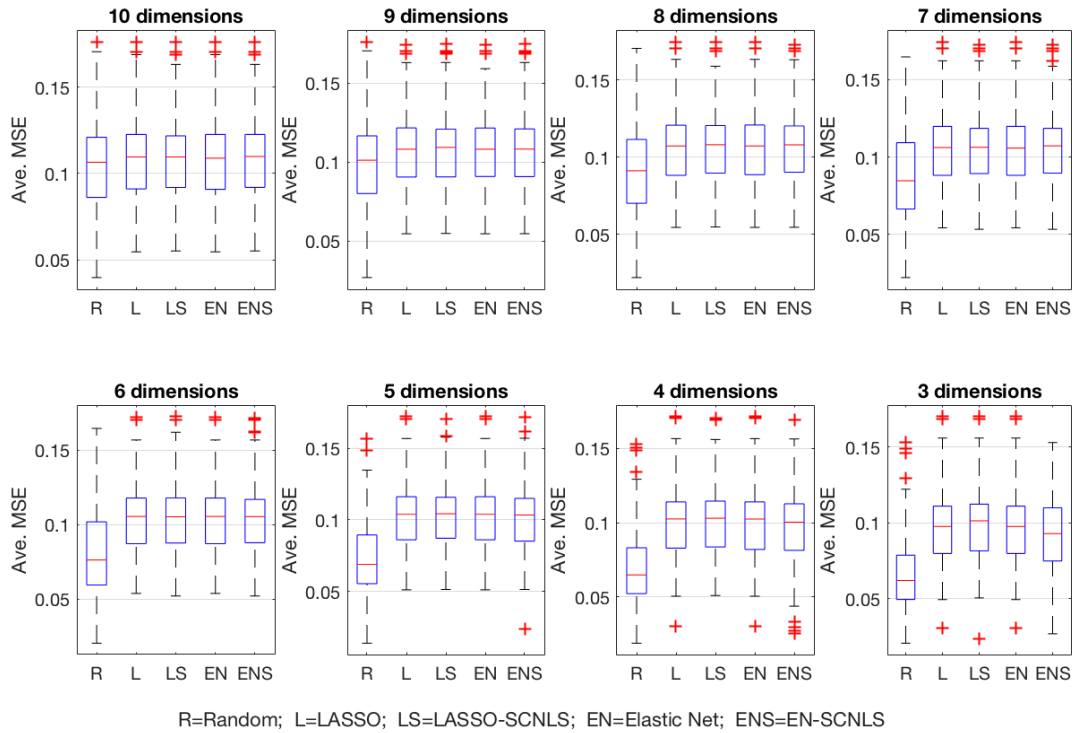 10 dimensions
9 dimensions
8 dimensions
7 dimensions
Ave. MSE
0.15
0.1
0.05
R L LS EN ENS
Ave. MSE
0.15
0.1
0.05
R L LS EN ENS
Ave. MSE
0.15
0.1
0.05
R L LS EN ENS
Ave. MSE
0.15
0.1
0.05
R L LS EN ENS
6 dimensions
5 dimensions
4 dimensions
3 dimensions
Ave. MSE
0.15
0.1
0.05
R L LS EN ENS
Ave. MSE
0.15
0.1
0.05
R L LS EN ENS
Ave. MSE
0.15
0.1
0.05
R L LS EN ENS
Ave. MSE
0.15
0.1
0.05
R L LS EN ENS
R=Random; L=LASSO; LS=LASSO-SCNLS; EN=Elastic Net; ENS=EN-SCNLS